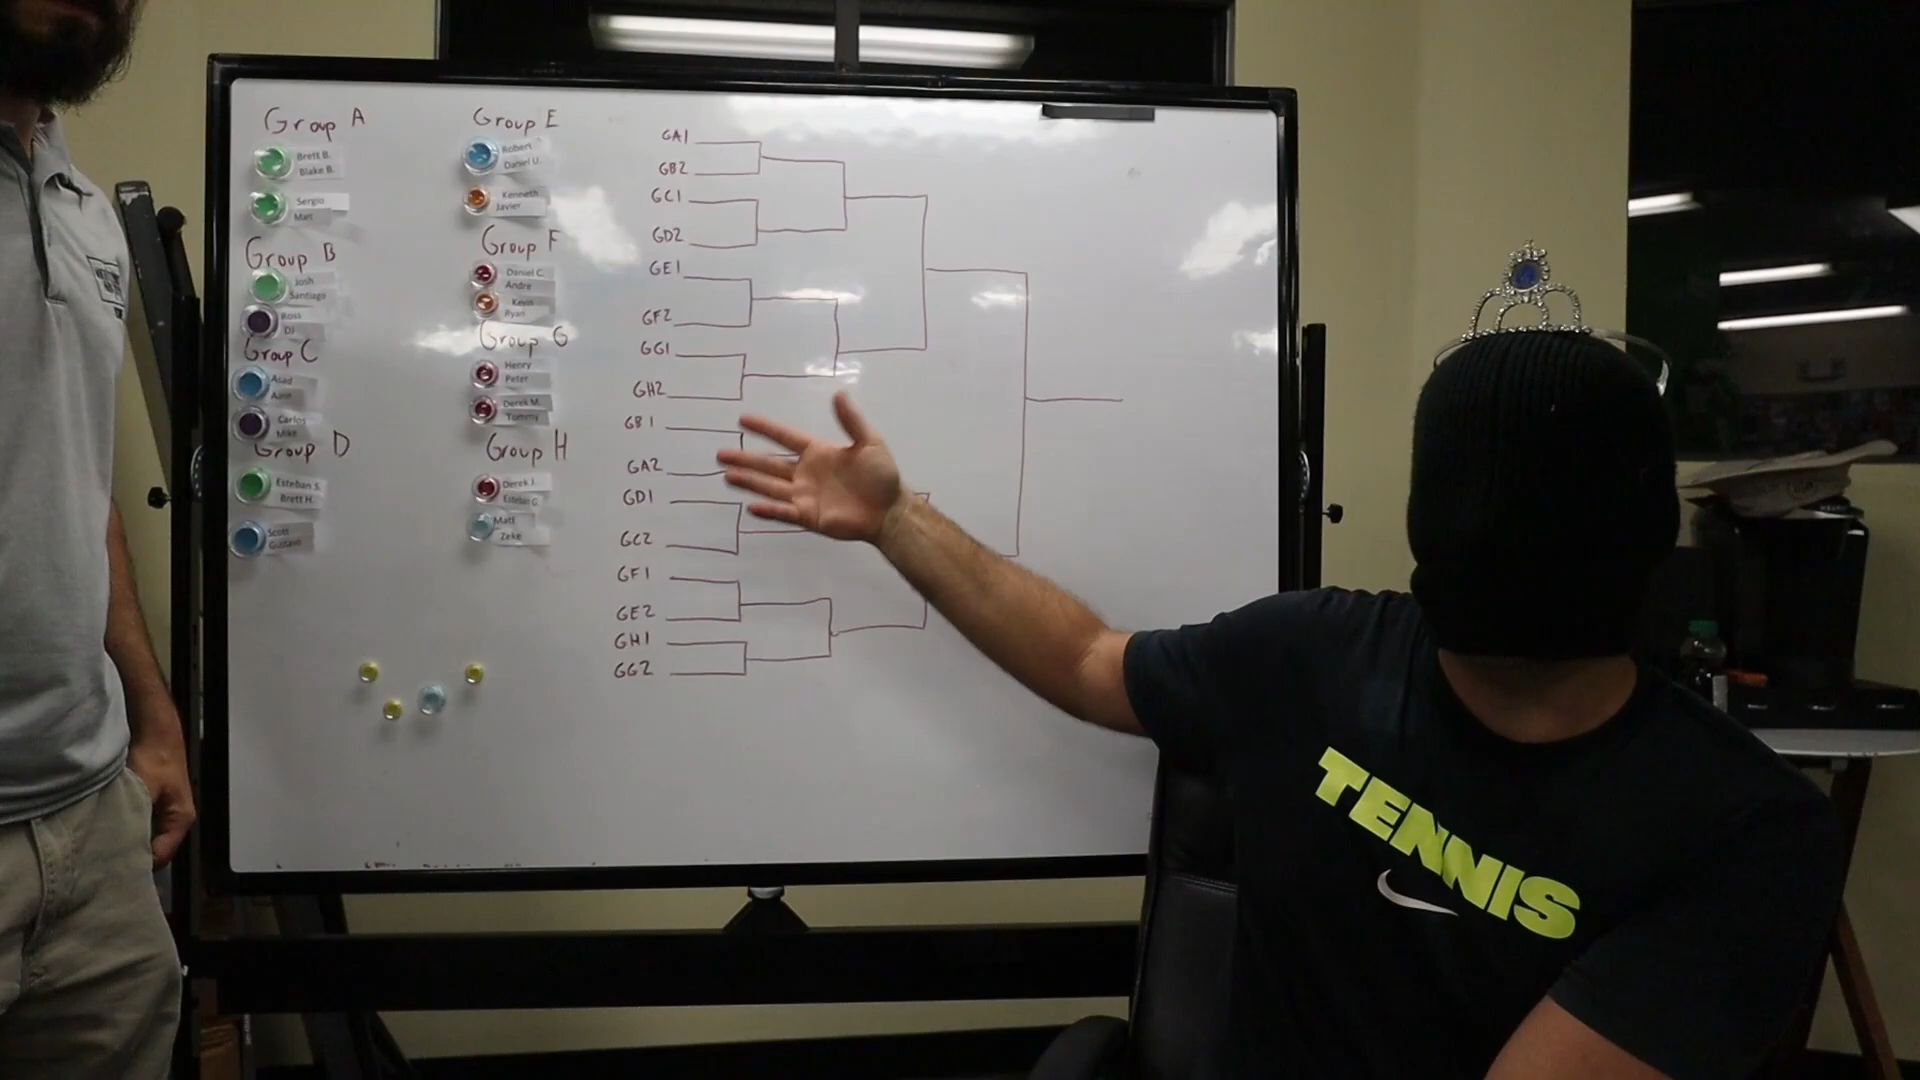 Group A
Brett B.
Blake B.
Sergio
Marc
Group B
Josh
Santiago
Ross
DJ
Group C
Asad
Carlos
Mike
Group D
Esteban S.
Brett H.
Scott
Gustavo
Group E
Robert
Daniel U.
Kenneth
Javier
Group F
Daniel C.
Andre
Kevin
Ryan
Group G
Henry
Peter
Derek M.
Tommy
Group H
Derek J.
Esteban G.
Matt
Zeke
GA1
GB2
GC1
GD2
GE1
GF2
GG1
GH2
GB1
GA2
GD1
GC2
GF1
GE2
GH1
GG2
TENNIS